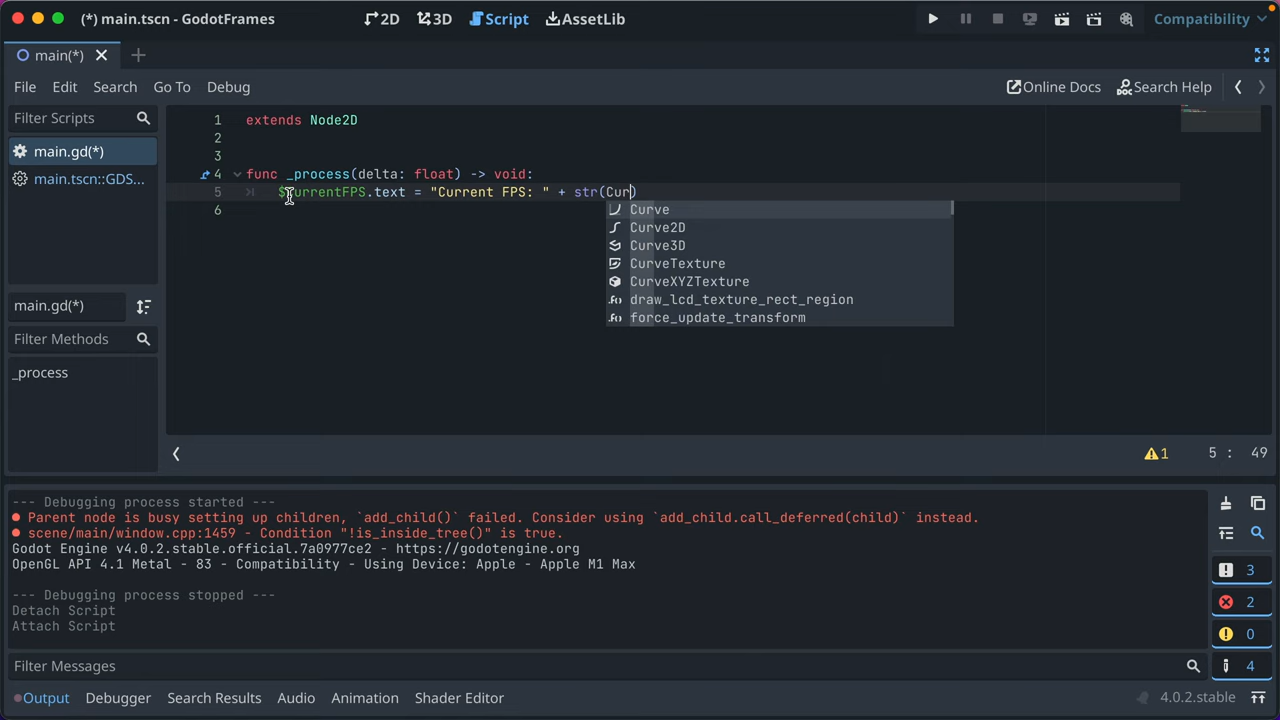 (*) main.tscn - GodotFrames
2D 3D Script AssetLib
Compatibility
main(*)
File Edit Search Go To Debug
Online Docs Search Help
Filter Scripts
main.gd(*)
main.tscn::GDS...
main.gd(*)
Filter Methods
_process
1 extends Node2D
2
3
4 func _process(delta: float) -> void:
5 $CurrentFPS.text = "Current FPS: " + str(Cur)
6
Curve
Curve2D
Curve3D
CurveTexture
CurveXYZTexture
draw_lcd_texture_rect_region
force_update_transform
1 5 : 49
--- Debugging process started ---
Parent node is busy setting up children, `add_child()` failed. Consider using `add_child.call_deferred(child)` instead.
scene/main/window.cpp:1459 - Condition "!is_inside_tree()" is true.
Godot Engine v4.0.2.stable.official.7a0977ce2 - https://godotengine.org
OpenGL API 4.1 Metal - 83 - Compatibility - Using Device: Apple - Apple M1 Max
--- Debugging process stopped ---
Detach Script
Attach Script
3
2
0
4
Filter Messages
Output Debugger Search Results Audio Animation Shader Editor
4.0.2.stable